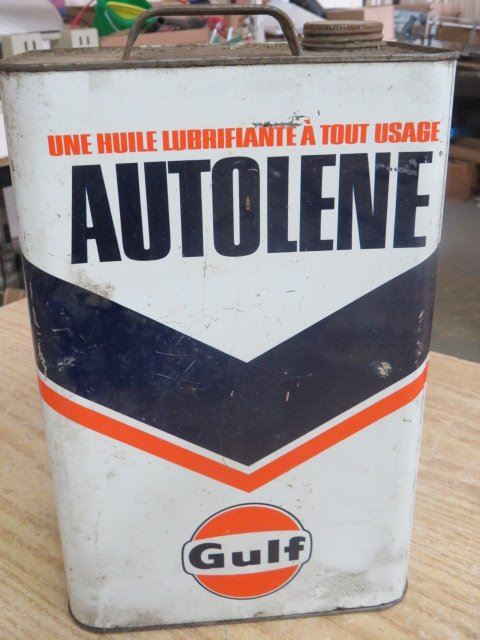 UNE HUILE LUBRIFIANTE À TOUT USAGE
AUTOLENE
Gulf